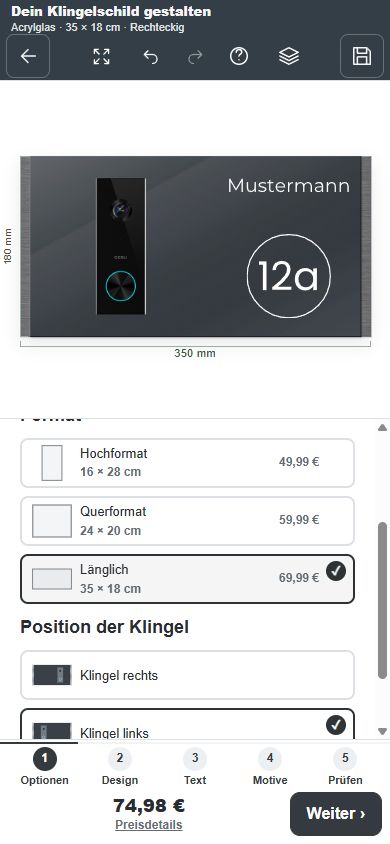 Dein Klingelschild gestalten
Acrylglas · 35 × 18 cm · Rechteckig
Mustermann
12a
180 mm
350 mm
Format
Hochformat
16 × 28 cm
49,99 €
Querformat
24 × 20 cm
59,99 €
Länglich
35 × 18 cm
69,99 €
Position der Klingel
Klingel rechts
Klingel links
1
Optionen
2
Design
3
Text
4
Motive
5
Prüfen
74,98 €
Preisdetails
Weiter ›